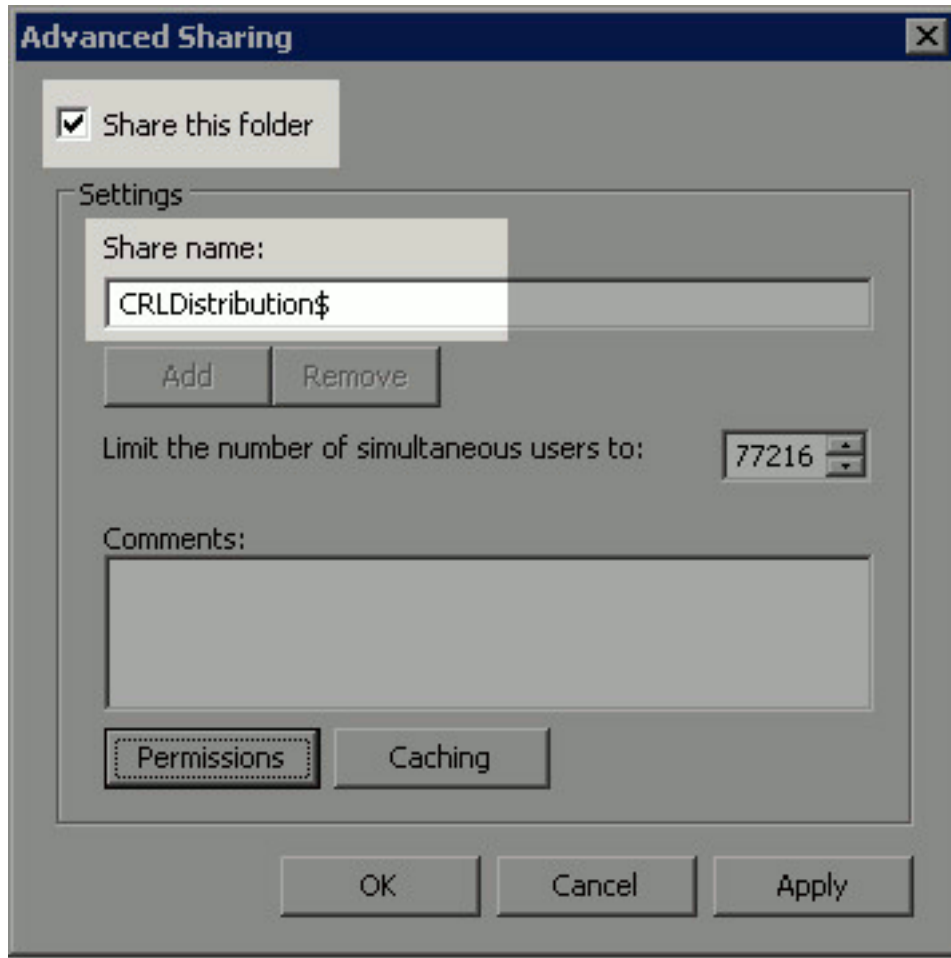 Advanced Sharing
Share this folder
Settings
Share name:
CRLDistribution$
Add Remove
Limit the number of simultaneous users to: 77216
Comments:
Permissions Caching
OK Cancel Apply